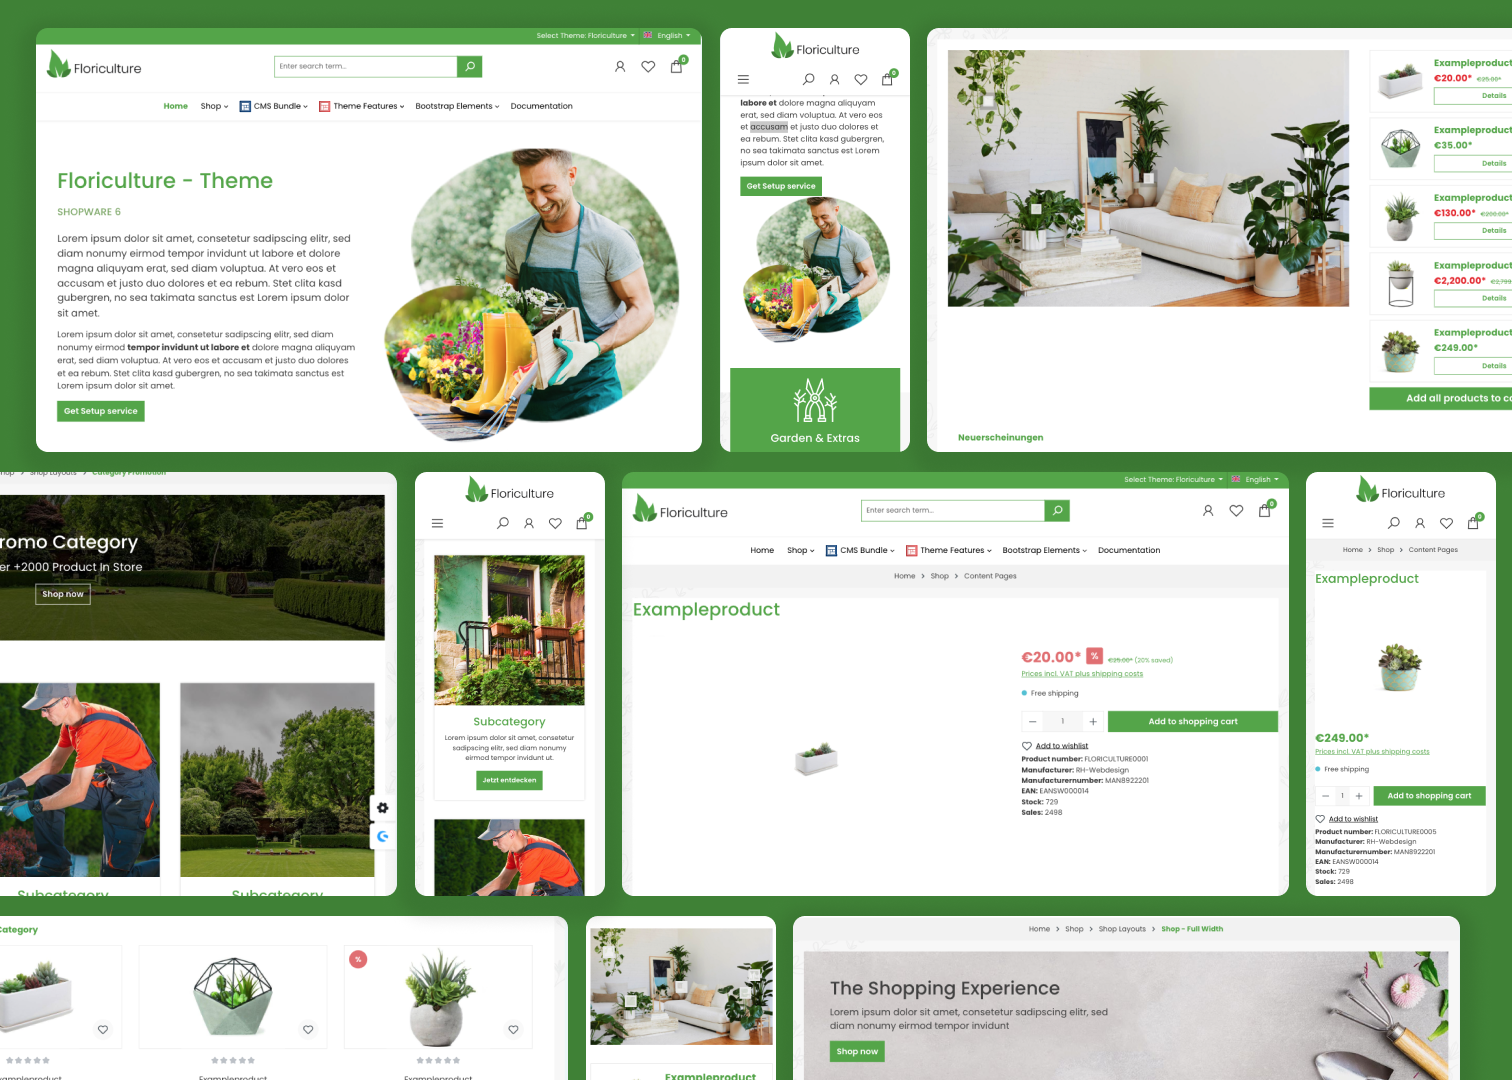 Select Theme: Floriculture
English
Floriculture
Enter search term...
0
Home
Shop
CMS Bundle
Theme Features
Bootstrap Elements
Documentation
Floriculture - Theme
SHOPWARE 6
Lorem ipsum dolor sit amet, consetetur sadipscing elitr, sed
diam nonumy eirmod tempor invidunt ut labore et dolore
magna aliquyam erat, sed diam voluptua. At vero eos et
accusam et justo duo dolores et ea rebum. Stet clita kasd
gubergren, no sea takimata sanctus est Lorem ipsum dolor
sit amet.
Lorem ipsum dolor sit amet, consetetur sadipscing elitr, sed diam
nonumy eirmod tempor invidunt ut labore et dolore magna aliquyam
erat, sed diam voluptua. At vero eos et accusam et justo duo dolores
et ea rebum. Stet clita kasd gubergren, no sea takimata sanctus est
Lorem ipsum dolor sit amet.
Get Setup service
Floriculture
0
labore et dolore magna aliquyam
erat, sed diam voluptua. At vero eos
et accusam et justo duo dolores et
ea rebum. Stet clita kasd gubergren,
no sea takimata sanctus est Lorem
ipsum dolor sit amet.
Get Setup service
Garden & Extras
Exampleproduct
€20.00* €25.00*
Details
Exampleproduct
€35.00*
Details
Exampleproduct
€130.00* €200.00*
Details
Exampleproduct
€2,200.00* €2,799
Details
Exampleproduct
€249.00*
Details
Add all products to c
Neuerscheinungen
Shop Layouts
Category Promotion
romo Category
er +2000 Product In Store
Shop now
Subcategory
Subcategory
Floriculture
0
Subcategory
Lorem ipsum dolor sit amet, consetetur
sadipscing elitr, sed diam nonumy
eirmod tempor invidunt ut.
Jetzt entdecken
Select Theme: Floriculture
English
Floriculture
Enter search term...
0
Home
Shop
CMS Bundle
Theme Features
Bootstrap Elements
Documentation
Home
Shop
Content Pages
Exampleproduct
€20.00* % €25.00* (20% saved)
Prices incl. VAT plus shipping costs
Free shipping
1
Add to shopping cart
Add to wishlist
Product number: FLORICULTURE0001
Manufacturer: RH-Webdesign
Manufacturernumber: MAN8922201
EAN: EANSW000014
Stock: 729
Sales: 2498
Floriculture
0
Home
Shop
Content Pages
Exampleproduct
€249.00*
Prices incl. VAT plus shipping costs
Free shipping
1
Add to shopping cart
Add to wishlist
Product number: FLORICULTURE0005
Manufacturer: RH-Webdesign
Manufacturernumber: MAN8922201
EAN: EANSW000014
Stock: 729
Sales: 2498
Category
%
xampleproduct
Exampleproduct
Exampleproduct
Exampleproduct
Home
Shop
Shop Layouts
Shop - Full Width
The Shopping Experience
Lorem ipsum dolor sit amet, consetetur sadipscing elitr, sed
diam nonumy eirmod tempor invidunt
Shop now